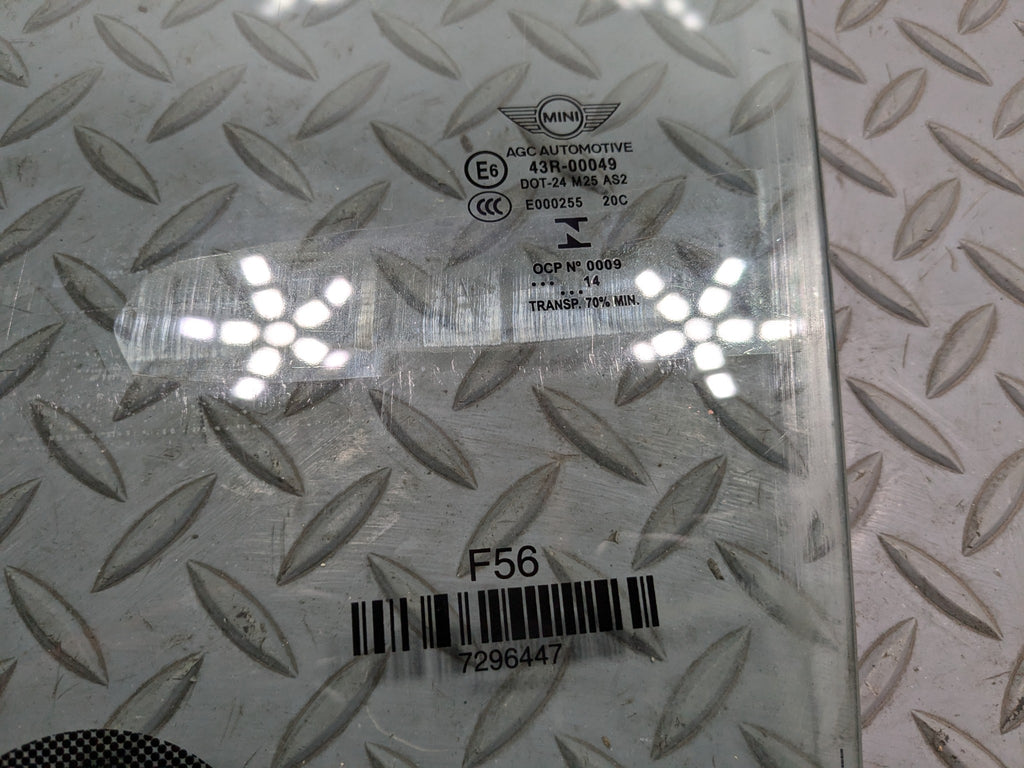 MINI
AGC AUTOMOTIVE
E6 43R-00049
DOT-24 M25 AS2
CCC E000255 20C
OCP Nº 0009
... ...14
TRANSP. 70% MIN.
F56
7296447